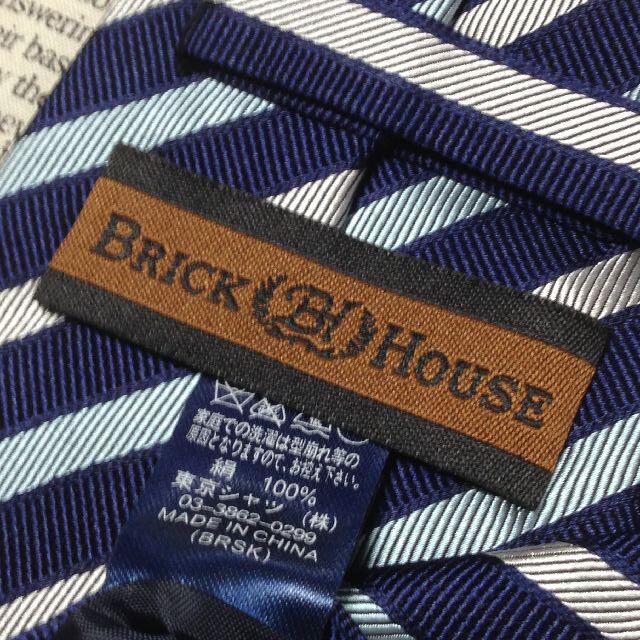 BRICK BH HOUSE
家庭での洗濯は型崩れ等の
原因となりますので、お控え下さい。
絹 100%
東京シャツ(株)
03-3862-0299
MADE IN CHINA
(BRSK)